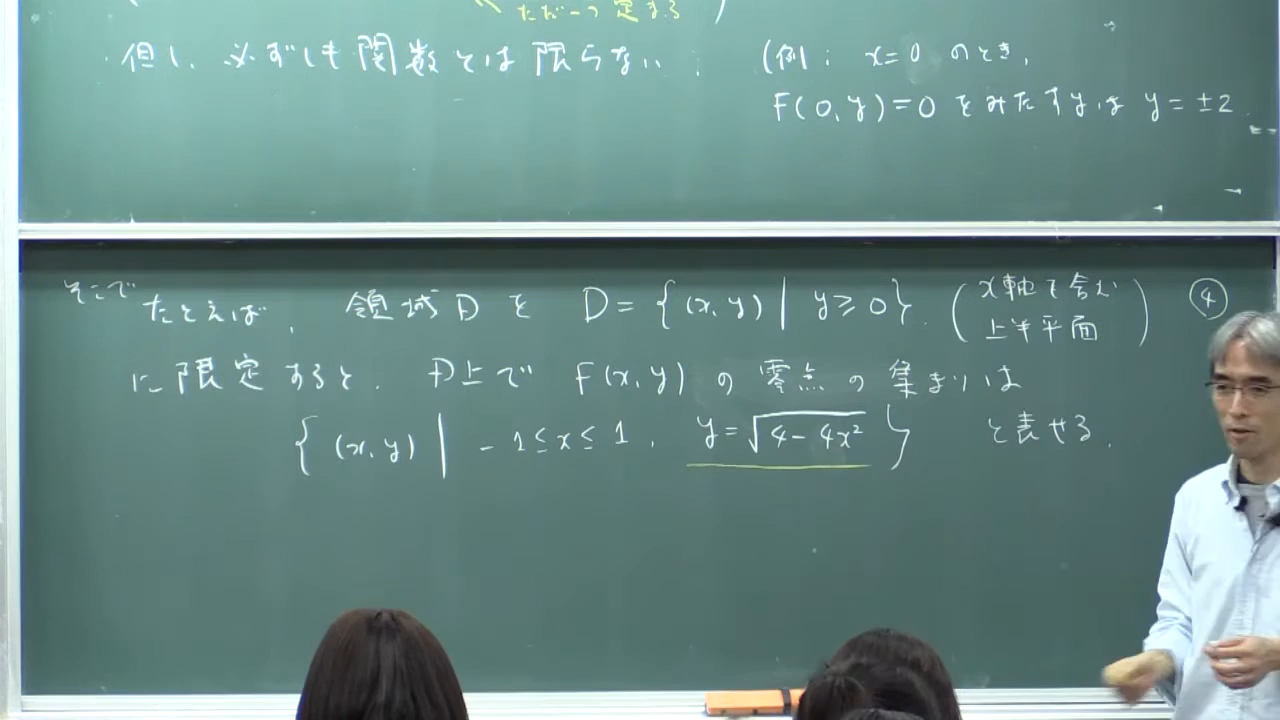 ただ一つ定まる )
・但し、必ずしも関数とは限らない : (例 : x=0 のとき、
F(0,y)=0 をみたす y は y = ±2
そこで
たとえば、 領域 D を D = {(x,y) | y ≥ 0}. (x軸を含む 上半平面) ④
に限定すると、 D上で F(x,y) の 零点の集まりは
{ (x,y) | -1≤x≤1, y=√4-4x² } と表せる.